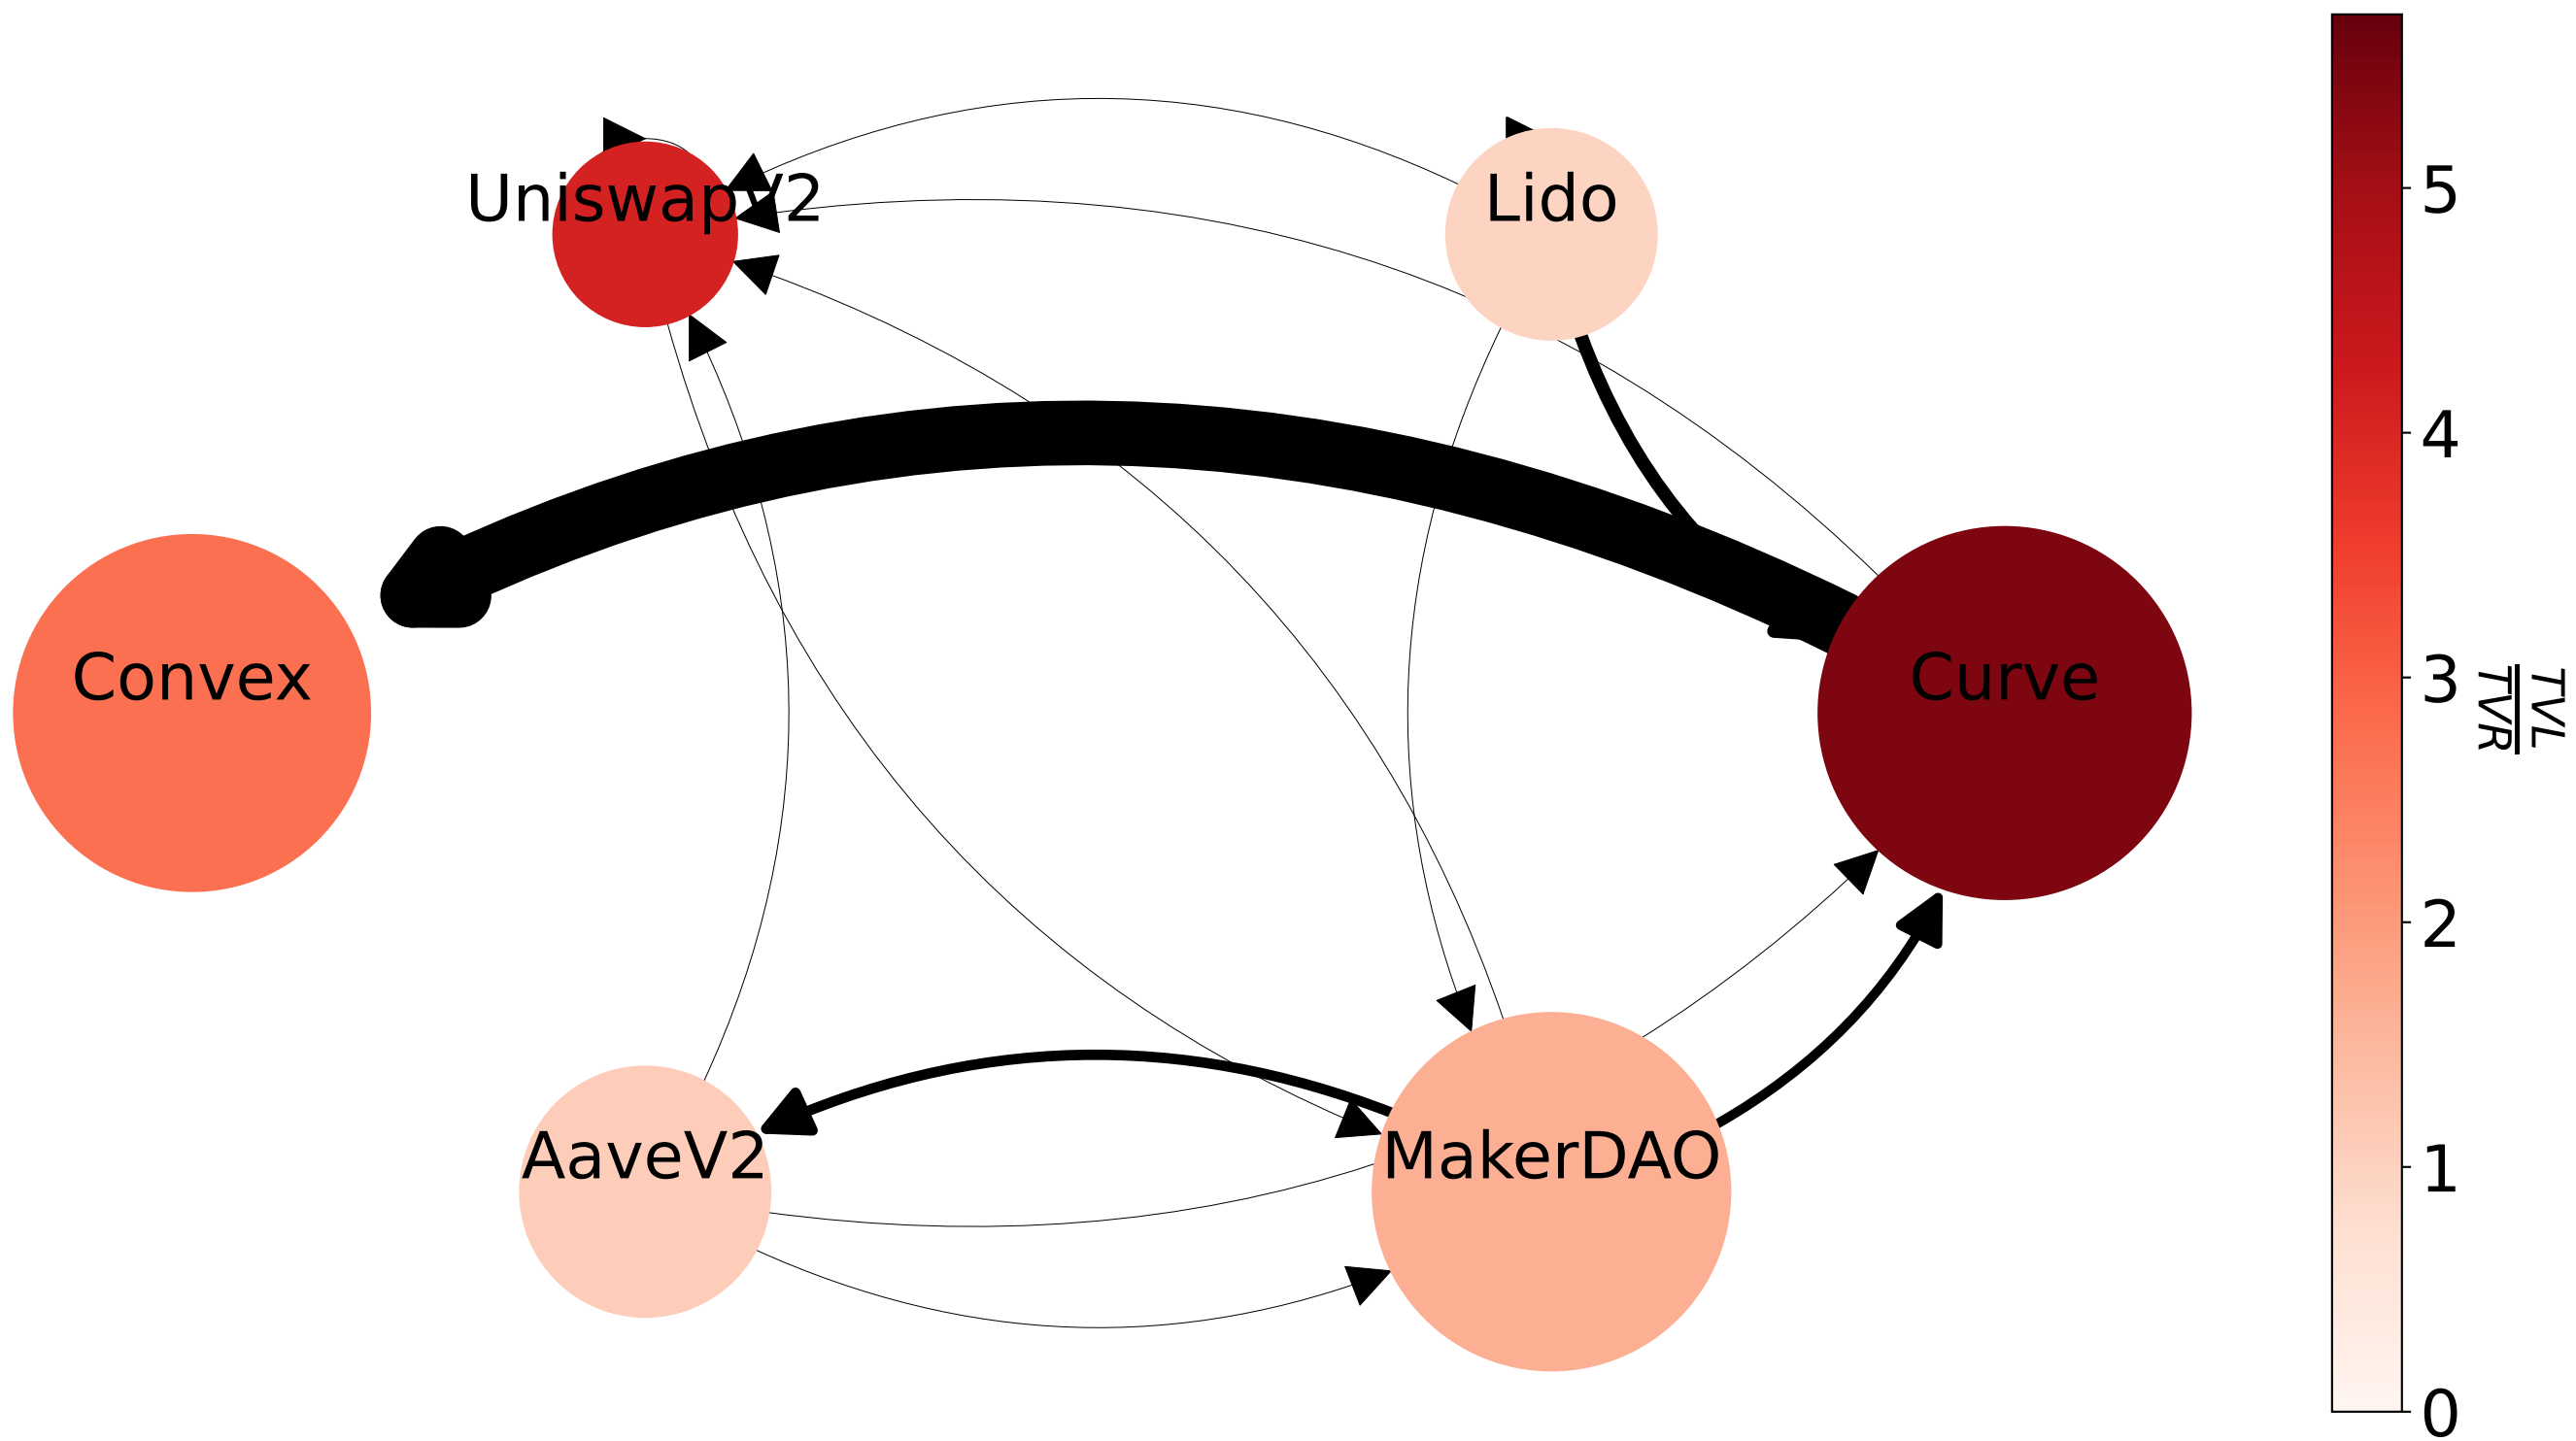 UniswapV2
Lido
Convex
Curve
AaveV2
MakerDAO
5
4
3
2
1
0
TVL
TVR